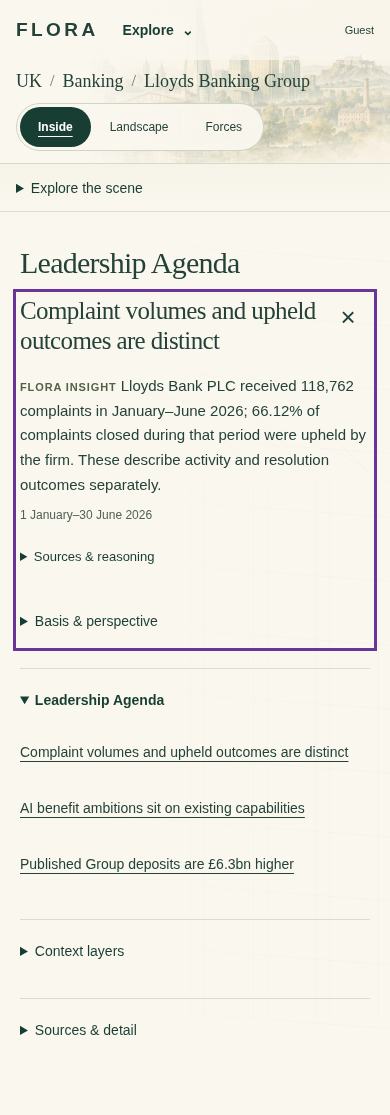 FLORA
Explore
Guest
UK / Banking / Lloyds Banking Group
Inside
Landscape
Forces
Explore the scene
Leadership Agenda
Complaint volumes and upheld
outcomes are distinct
FLORA INSIGHT Lloyds Bank PLC received 118,762
complaints in January–June 2026; 66.12% of
complaints closed during that period were upheld by
the firm. These describe activity and resolution
outcomes separately.
1 January–30 June 2026
Sources & reasoning
Basis & perspective
Leadership Agenda
Complaint volumes and upheld outcomes are distinct
AI benefit ambitions sit on existing capabilities
Published Group deposits are £6.3bn higher
Context layers
Sources & detail